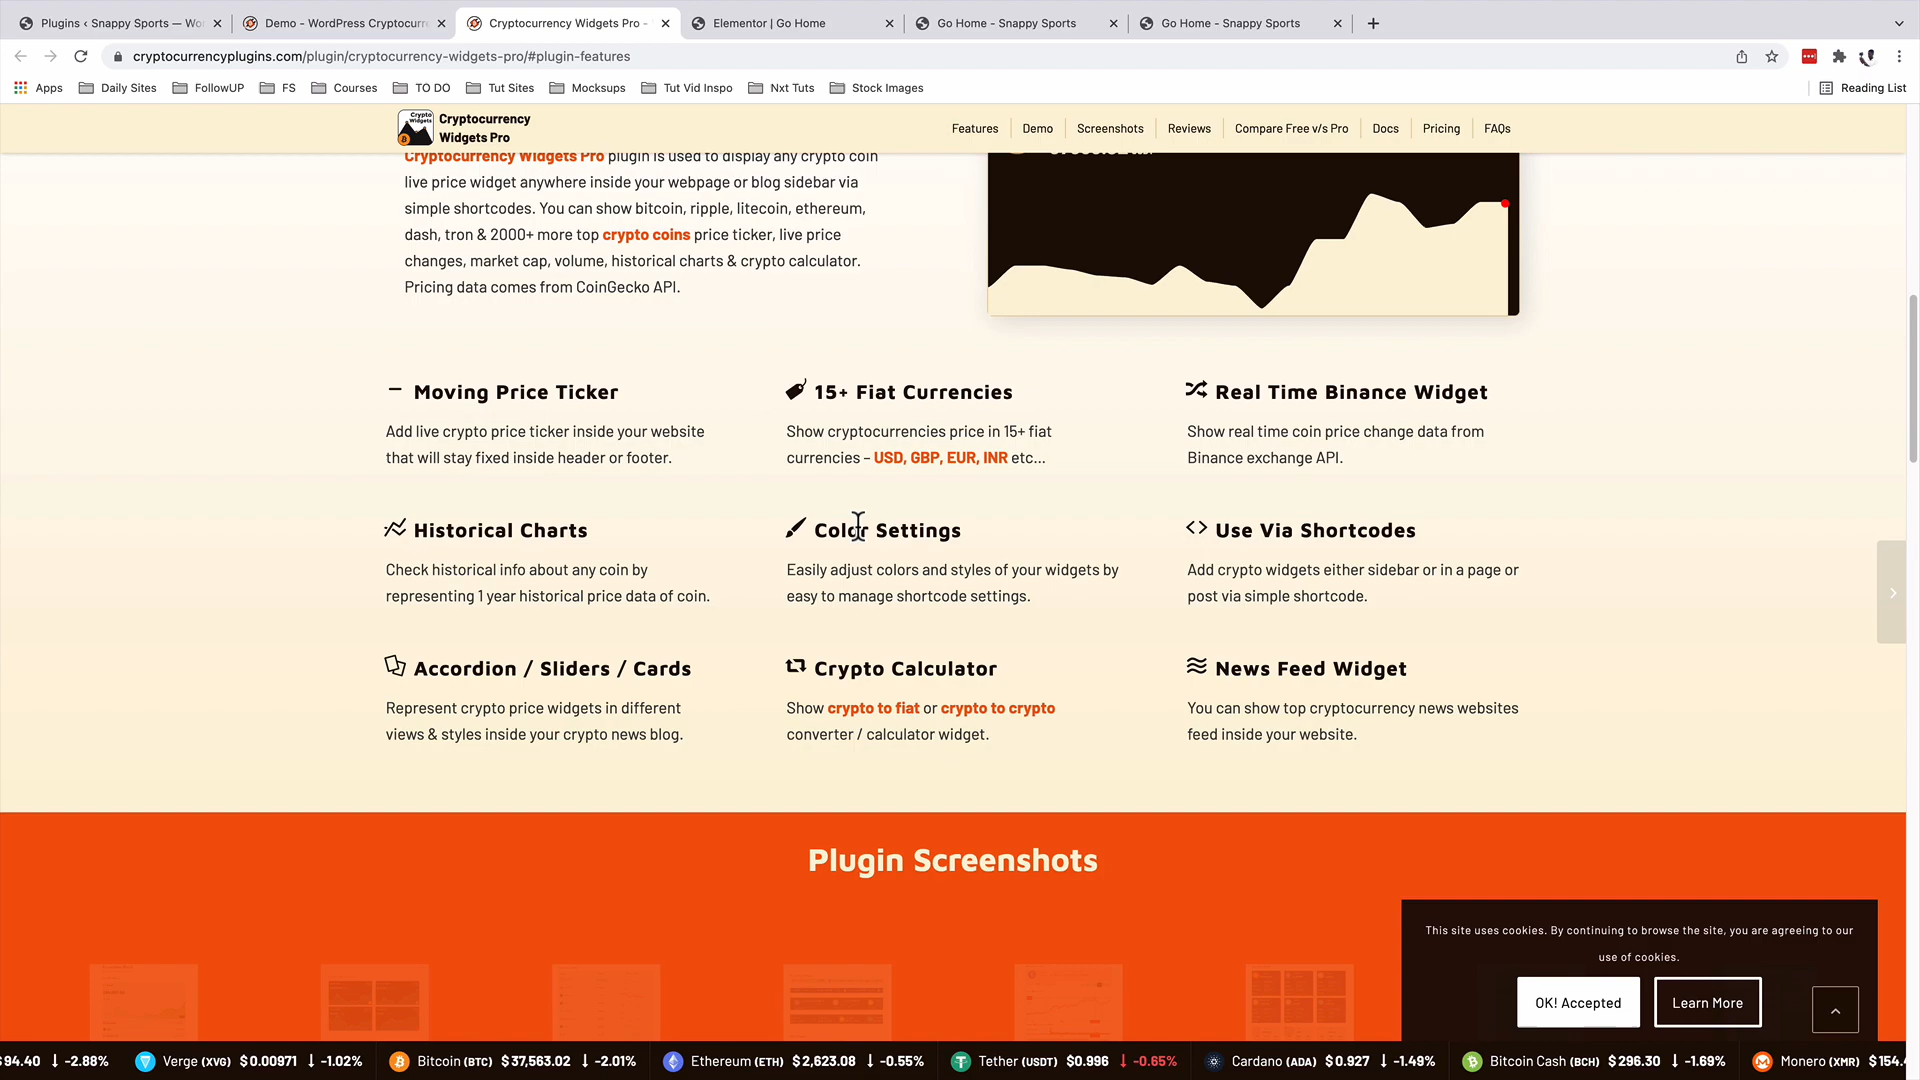 Plugins ‹ Snappy Sports — Wo
Demo - WordPress Cryptocurr
Cryptocurrency Widgets Pro -
Elementor | Go Home
Go Home - Snappy Sports
Go Home - Snappy Sports
cryptocurrencyplugins.com/plugin/cryptocurrency-widgets-pro/#plugin-features
Apps
Daily Sites
FollowUP
FS
Courses
TO DO
Tut Sites
Mocksups
Tut Vid Inspo
Nxt Tuts
Stock Images
Reading List
Crypto
Widgets
Cryptocurrency
Widgets Pro
Features
Demo
Screenshots
Reviews
Compare Free v/s Pro
Docs
Pricing
FAQs
Cryptocurrency Widgets Pro plugin is used to display any crypto coin
live price widget anywhere inside your webpage or blog sidebar via
simple shortcodes. You can show bitcoin, ripple, litecoin, ethereum,
dash, tron & 2000+ more top crypto coins price ticker, live price
changes, market cap, volume, historical charts & crypto calculator.
Pricing data comes from CoinGecko API.
Moving Price Ticker
Add live crypto price ticker inside your website
that will stay fixed inside header or footer.
15+ Fiat Currencies
Show cryptocurrencies price in 15+ fiat
currencies – USD, GBP, EUR, INR etc...
Real Time Binance Widget
Show real time coin price change data from
Binance exchange API.
Historical Charts
Check historical info about any coin by
representing 1 year historical price data of coin.
Color Settings
Easily adjust colors and styles of your widgets by
easy to manage shortcode settings.
Use Via Shortcodes
Add crypto widgets either sidebar or in a page or
post via simple shortcode.
Accordion / Sliders / Cards
Represent crypto price widgets in different
views & styles inside your crypto news blog.
Crypto Calculator
Show crypto to fiat or crypto to crypto
converter / calculator widget.
News Feed Widget
You can show top cryptocurrency news websites
feed inside your website.
Plugin Screenshots
This site uses cookies. By continuing to browse the site, you are agreeing to our
use of cookies.
OK! Accepted
Learn More
94.40 ↓ -2.88%
Verge (XVG) $0.00971 ↓ -1.02%
Bitcoin (BTC) $37,563.02 ↓ -2.01%
Ethereum (ETH) $2,623.08 ↓ -0.55%
Tether (USDT) $0.996 ↓ -0.65%
Cardano (ADA) $0.927 ↓ -1.49%
Bitcoin Cash (BCH) $296.30 ↓ -1.69%
Monero (XMR) $154.